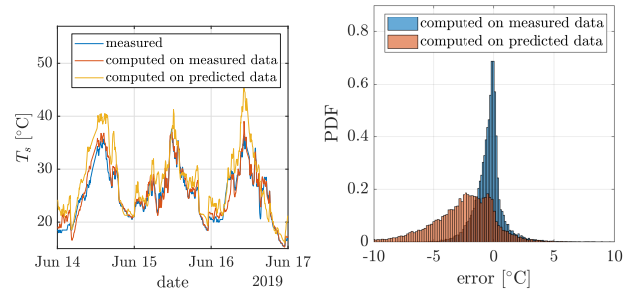 measured
computed on measured data
computed on predicted data
50
40
30
20
T_s [°C]
Jun 14 Jun 15 Jun 16 Jun 17
date 2019
computed on measured data
computed on predicted data
0.8
0.6
0.4
0.2
0
PDF
-10 -5 0 5 10
error [°C]